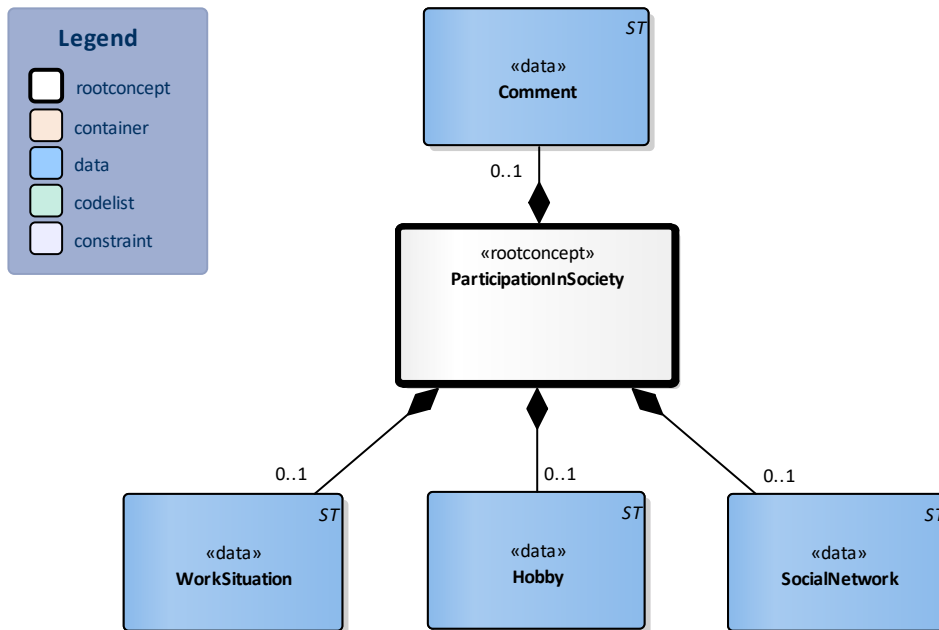 Legend
rootconcept
container
data
codelist
constraint
ST
«data»
Comment
0..1
«rootconcept»
ParticipationInSociety
0..1
0..1
0..1
ST
«data»
WorkSituation
ST
«data»
Hobby
ST
«data»
SocialNetwork